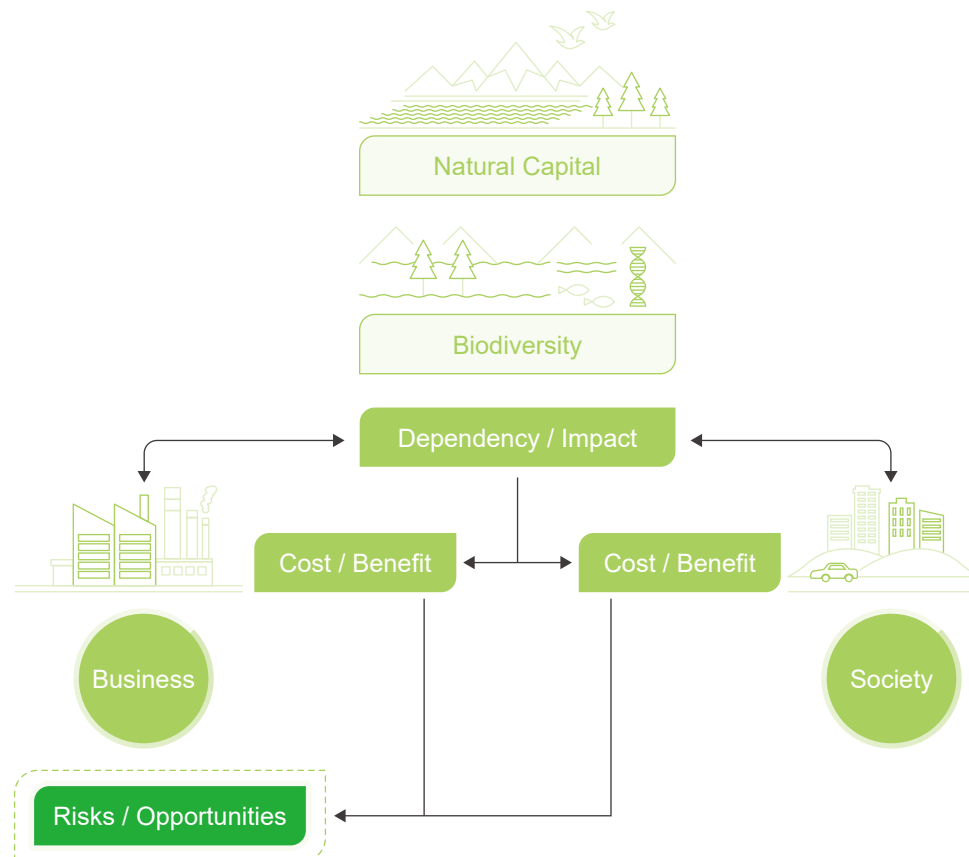 Natural Capital
Biodiversity
Dependency / Impact
Cost / Benefit
Cost / Benefit
Business
Society
Risks / Opportunities